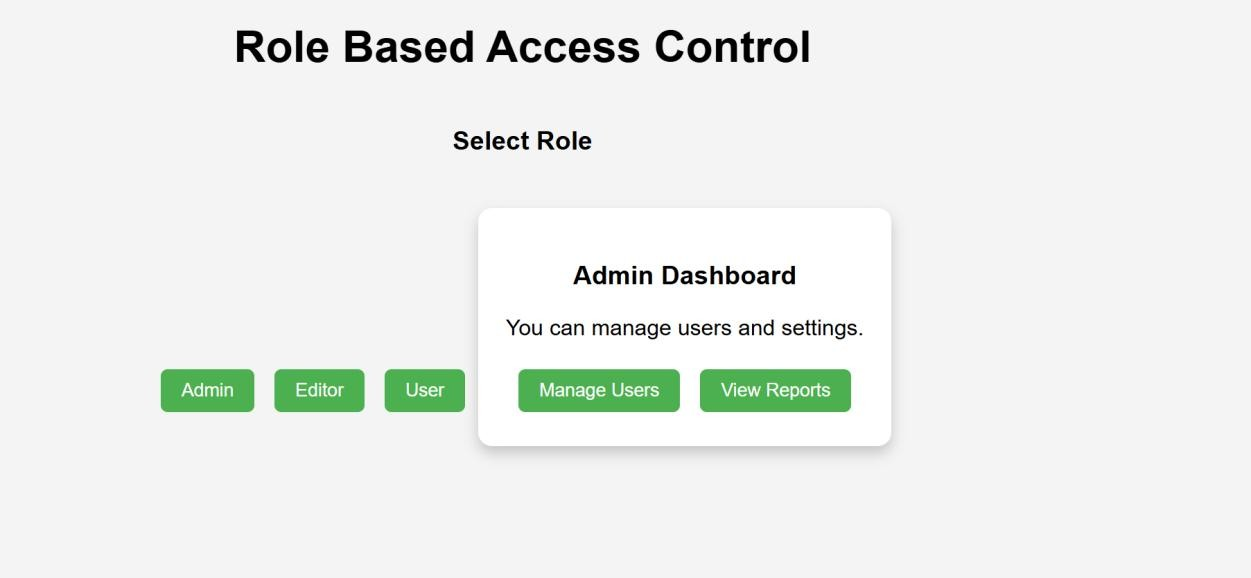 Role Based Access Control
Select Role
Admin Dashboard
You can manage users and settings.
Admin Editor User Manage Users View Reports